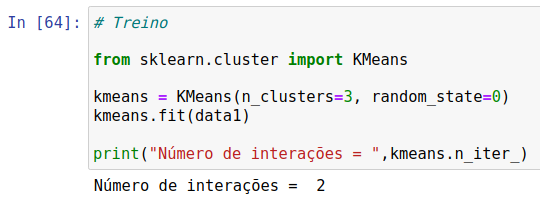 In [64]: # Treino
from sklearn.cluster import KMeans
kmeans = KMeans(n_clusters=3, random_state=0)
kmeans.fit(data1)
print("Número de interações = ",kmeans.n_iter_)
Número de interações =  2